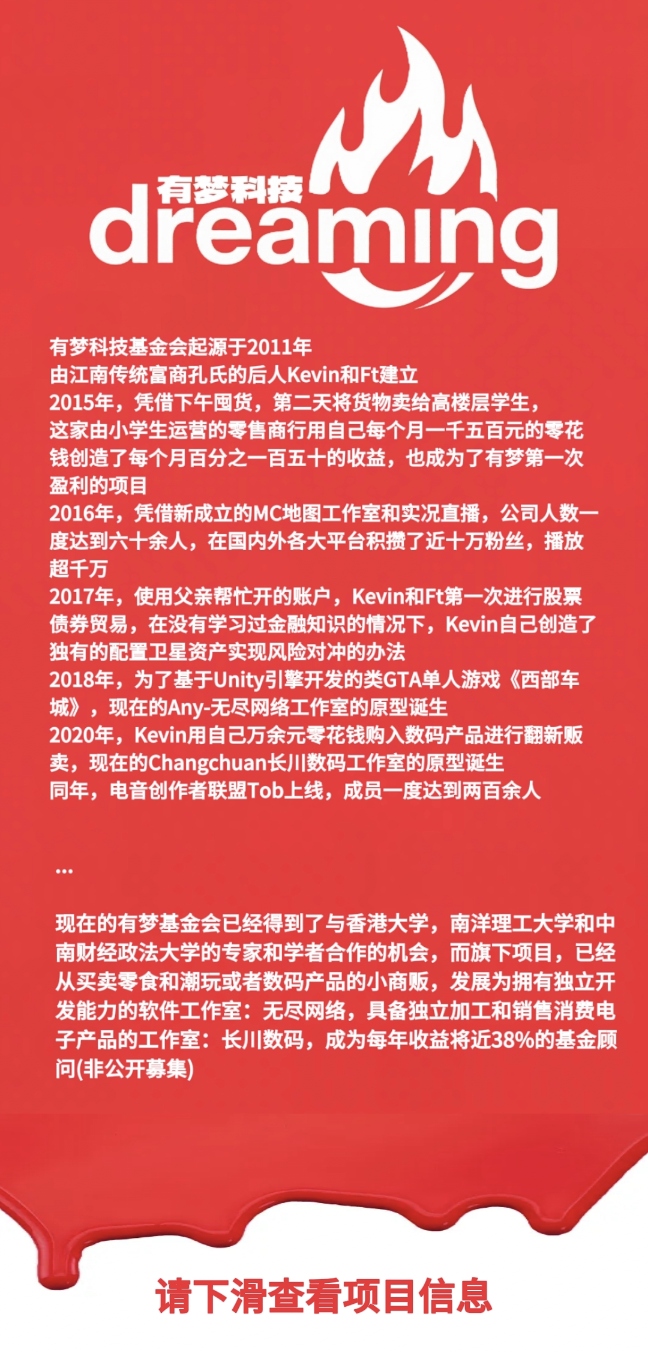 有梦科技
dreaming
有梦科技基金会起源于2011年
由江南传统富商孔氏的后人Kevin和Ft建立
2015年，凭借下午囤货，第二天将货物卖给高楼层学生，
这家由小学生运营的零售商行用自己每个月一千五百元的零花
钱创造了每个月百分之一百五十的收益，也成为了有梦第一次
盈利的项目
2016年，凭借新成立的MC地图工作室和实况直播，公司人数一
度达到六十余人，在国内外各大平台积攒了近十万粉丝，播放
超千万
2017年，使用父亲帮忙开的账户，Kevin和Ft第一次进行股票
债券贸易，在没有学习过金融知识的情况下，Kevin自己创造了
独有的配置卫星资产实现风险对冲的办法
2018年，为了基于Unity引擎开发的类GTA单人游戏《西部车
城》，现在的Any-无尽网络工作室的原型诞生
2020年，Kevin用自己万余元零花钱购入数码产品进行翻新贩
卖，现在的Changchuan长川数码工作室的原型诞生
同年，电音创作者联盟Tob上线，成员一度达到两百余人
...
现在的有梦基金会已经得到了与香港大学，南洋理工大学和中
南财经政法大学的专家和学者合作的机会，而旗下项目，已经
从买卖零食和潮玩或者数码产品的小商贩，发展为拥有独立开
发能力的软件工作室：无尽网络，具备独立加工和销售消费电
子产品的工作室：长川数码，成为每年收益将近38%的基金顾
问(非公开募集)
请下滑查看项目信息